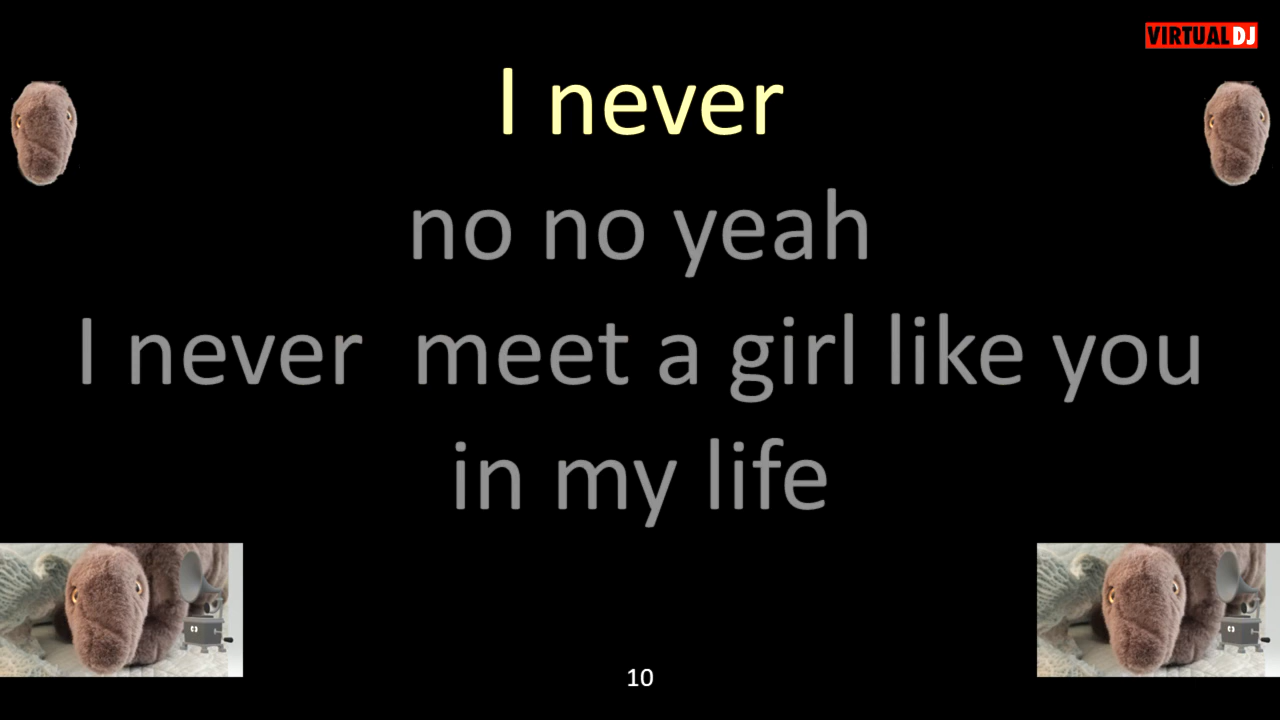 VIRTUAL DJ
I never
no no yeah
I never  meet a girl like you
in my life
10